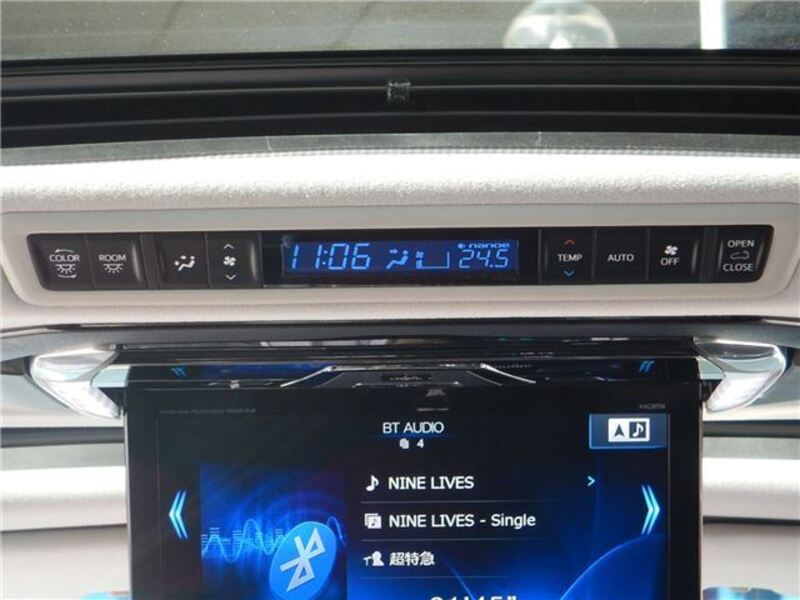 COLOR ROOM 11:06 nanoe 24.5 TEMP AUTO OFF OPEN CLOSE
HDMI
BT AUDIO
4
NINE LIVES
NINE LIVES - Single
超特急